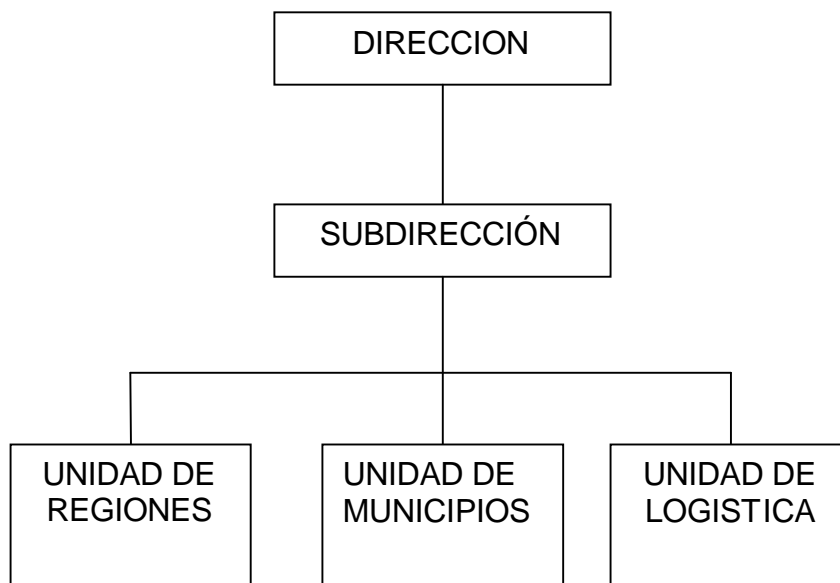 DIRECCION
SUBDIRECCIÓN
UNIDAD DE
REGIONES
UNIDAD DE
MUNICIPIOS
UNIDAD DE
LOGISTICA